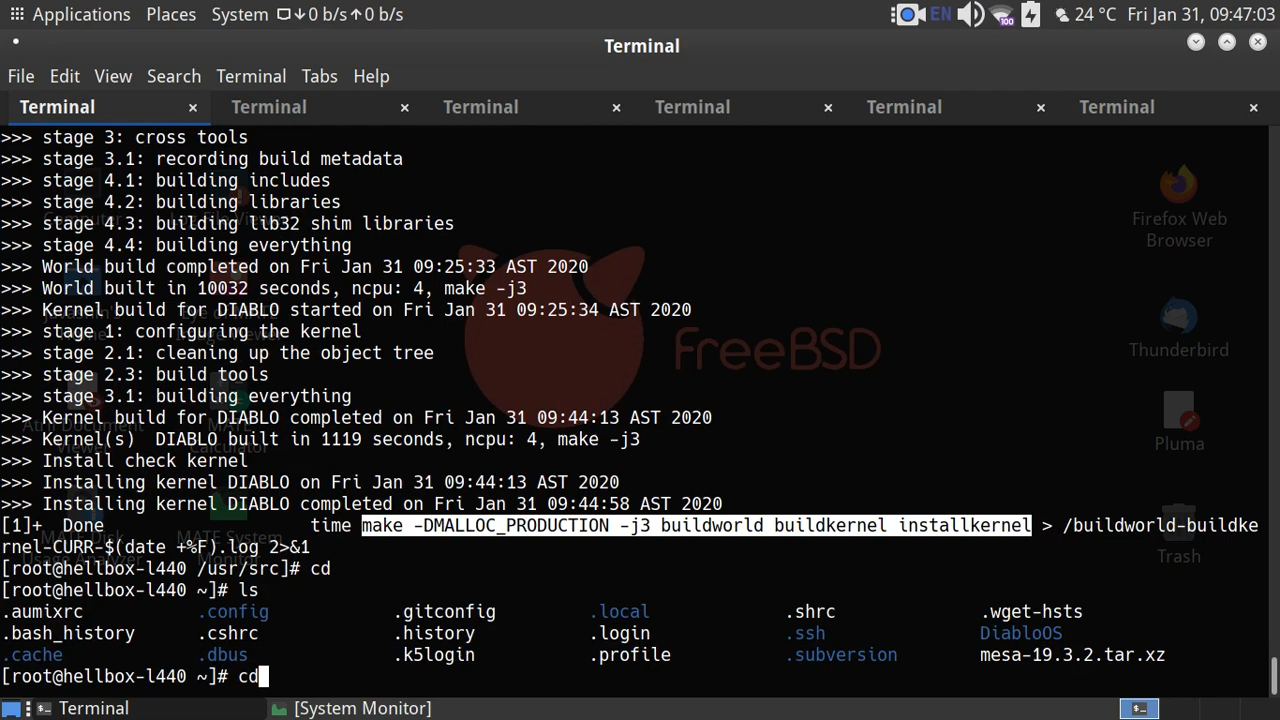 Applications Places System 0 b/s 0 b/s EN 100 24 °C Fri Jan 31, 09:47:03
Terminal
File Edit View Search Terminal Tabs Help
Terminal × Terminal × Terminal × Terminal × Terminal × Terminal ×
>>> stage 3: cross tools
>>> stage 3.1: recording build metadata
>>> stage 4.1: building includes
>>> stage 4.2: building libraries
>>> stage 4.3: building lib32 shim libraries
>>> stage 4.4: building everything
>>> World build completed on Fri Jan 31 09:25:33 AST 2020
>>> World built in 10032 seconds, ncpu: 4, make -j3
>>> Kernel build for DIABLO started on Fri Jan 31 09:25:34 AST 2020
>>> stage 1: configuring the kernel
>>> stage 2.1: cleaning up the object tree
>>> stage 2.3: build tools
>>> stage 3.1: building everything
>>> Kernel build for DIABLO completed on Fri Jan 31 09:44:13 AST 2020
>>> Kernel(s)  DIABLO built in 1119 seconds, ncpu: 4, make -j3
>>> Install check kernel
>>> Installing kernel DIABLO on Fri Jan 31 09:44:13 AST 2020
>>> Installing kernel DIABLO completed on Fri Jan 31 09:44:58 AST 2020
[1]+  Done                    time make -DMALLOC_PRODUCTION -j3 buildworld buildkernel installkernel > /buildworld-buildke
rnel-CURR-$(date +%F).log 2>&1
[root@hellbox-l440 /usr/src]# cd
[root@hellbox-l440 ~]# ls
.aumixrc .config .gitconfig .local .shrc .wget-hsts
.bash_history .cshrc .history .login .ssh DiabloOS
.cache .dbus .k5login .profile .subversion mesa-19.3.2.tar.xz
[root@hellbox-l440 ~]# cd
FreeBSD
Firefox Web
Browser
Thunderbird
Pluma
Trash
Atril Document
Viewer
MATE
Calculator
MATE System
Monitor
Usage Analyzer
Terminal [System Monitor]